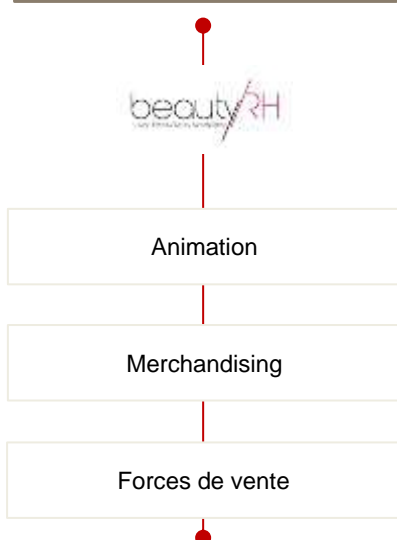 beauty/RH
Animation
Merchandising
Forces de vente